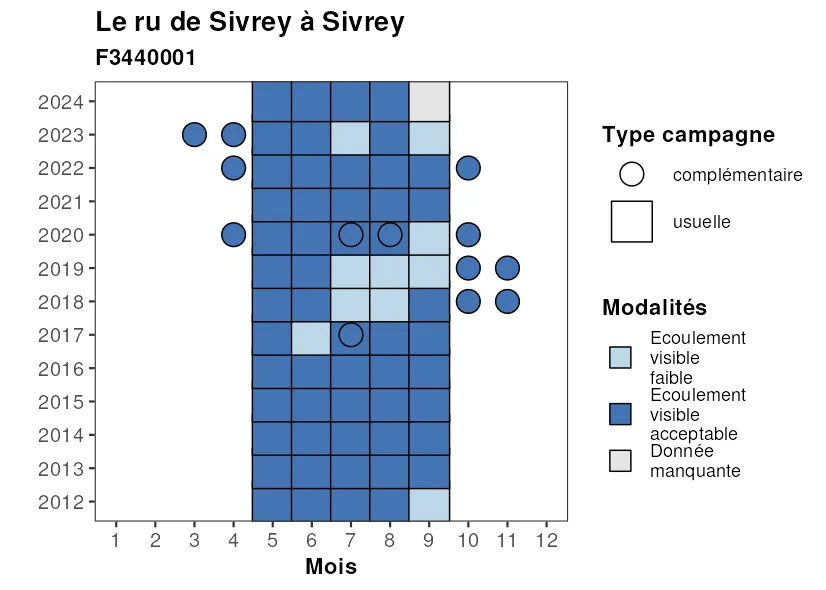 Le ru de Sivrey à Sivrey
F3440001
2024
2023
2022
2021
2020
2019
2018
2017
2016
2015
2014
2013
2012
1 2 3 4 5 6 7 8 9 10 11 12
Mois
Type campagne
complémentaire
usuelle
Modalités
Ecoulement
visible
faible
Ecoulement
visible
acceptable
Donnée
manquante